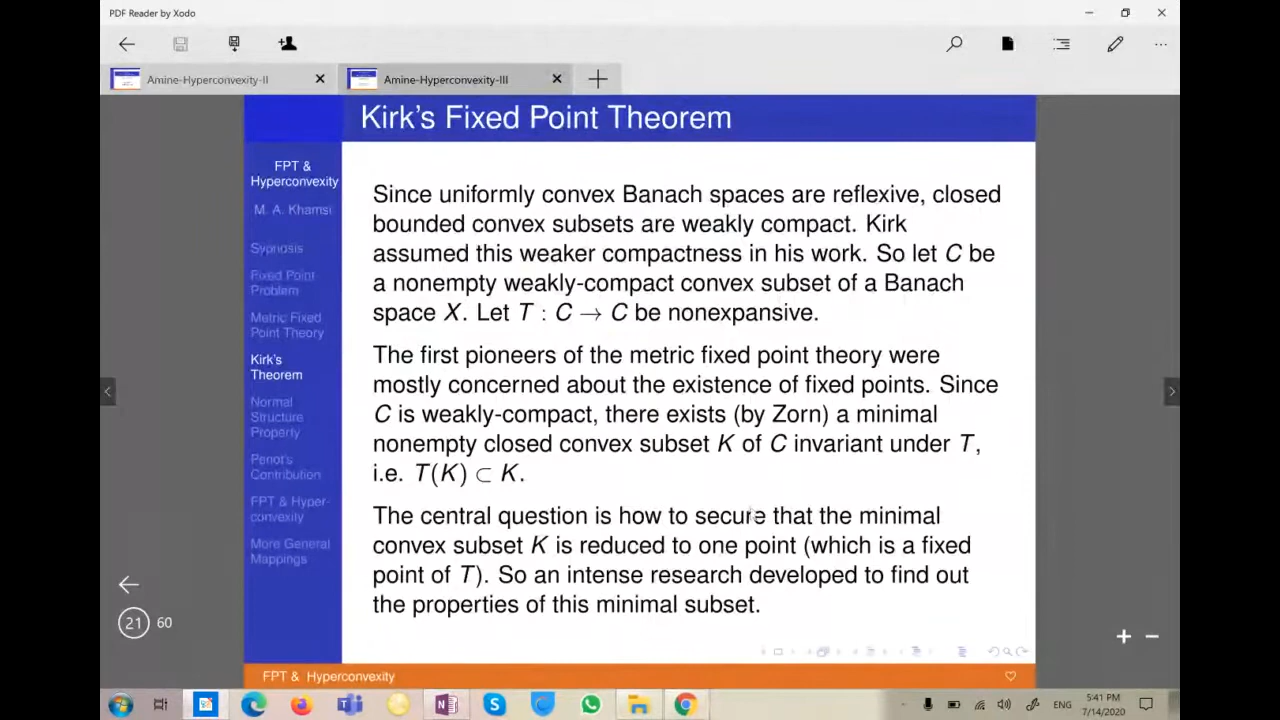 PDF Reader by Xodo
Amine-Hyperconvexity-II
Amine-Hyperconvexity-III
Kirk's Fixed Point Theorem
FPT &
Hyperconvexity
M. A. Khamsi
Sypnosis
Fixed Point
Problem
Metric Fixed
Point Theory
Kirk's
Theorem
Normal
Structure
Property
Penot's
Contribution
FPT & Hyper-
convexity
More General
Mappings
Since uniformly convex Banach spaces are reflexive, closed
bounded convex subsets are weakly compact. Kirk
assumed this weaker compactness in his work. So let C be
a nonempty weakly-compact convex subset of a Banach
space X. Let T : C → C be nonexpansive.
The first pioneers of the metric fixed point theory were
mostly concerned about the existence of fixed points. Since
C is weakly-compact, there exists (by Zorn) a minimal
nonempty closed convex subset K of C invariant under T,
i.e. T(K) ⊂ K.
The central question is how to secure that the minimal
convex subset K is reduced to one point (which is a fixed
point of T). So an intense research developed to find out
the properties of this minimal subset.
21 60
FPT & Hyperconvexity
ENG
5:41 PM
7/14/2020